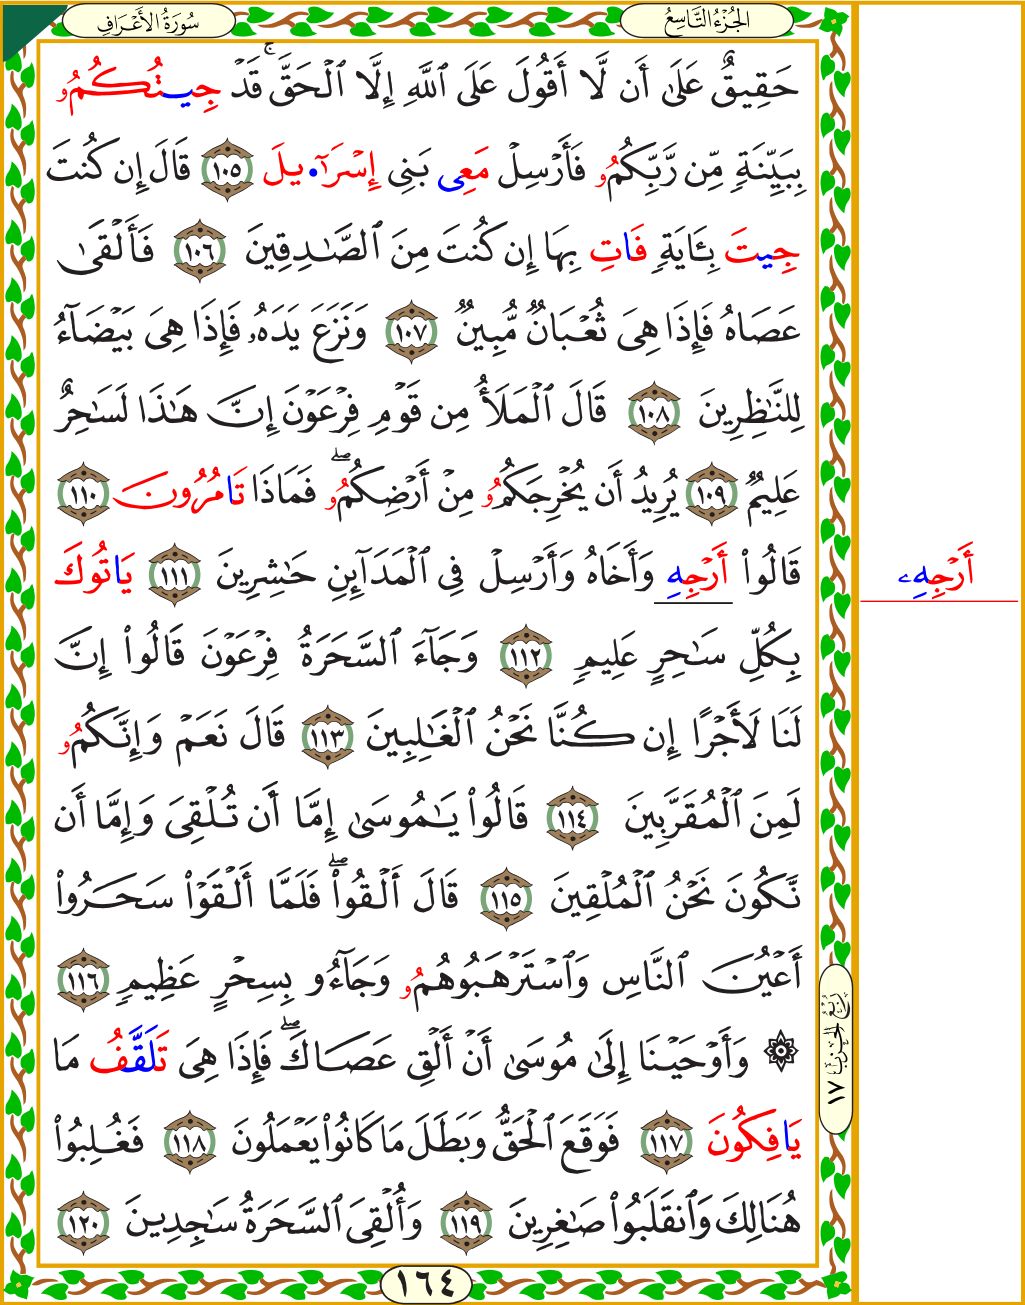 سُورَةُ الأَعْرَافِ
الجُزْءُ التَّاسِعُ
حَقِيقٌ عَلَىٰ أَن لَّا أَقُولَ عَلَى ٱللَّهِ إِلَّا ٱلْحَقَّۚ قَدْ جِيتُكُمُۥ
بِبَيِّنَةٖ مِّن رَّبِّكُمُۥ فَأَرْسِلْ مَعِى بَنِى إِسْرَآ•يلَ ١٠٥ قَالَ إِن كُنتَ
جِيتَ بِـَٔايَةٖ فَاتِ بِهَا إِن كُنتَ مِنَ ٱلصَّـٰدِقِينَ ١٠٦ فَأَلْقَىٰ
عَصَاهُ فَإِذَا هِىَ ثُعْبَانٌ مُّبِينٌ ١٠٧ وَنَزَعَ يَدَهُۥ فَإِذَا هِىَ بَيْضَآءُ
لِلنَّـٰظِرِينَ ١٠٨ قَالَ ٱلْمَلَأُ مِن قَوْمِ فِرْعَوْنَ إِنَّ هَـٰذَا لَسَـٰحِرٌ
عَلِيمٌ ١٠٩ يُرِيدُ أَن يُخْرِجَكُمُۥ مِنْ أَرْضِكُمُۥۖ فَمَاذَا تَامُرُونَ ١١٠
قَالُوا۟ أَرْجِهِ وَأَخَاهُ وَأَرْسِلْ فِى ٱلْمَدَآئِنِ حَـٰشِرِينَ ١١١ يَاتُوكَ
أَرْجِهِۦ
بِكُلِّ سَـٰحِرٍ عَلِيمٖ ١١٢ وَجَآءَ ٱلسَّحَرَةُ فِرْعَوْنَ قَالُوا۟ إِنَّ
لَنَا لَأَجْرًا إِن كُنَّا نَحْنُ ٱلْغَـٰلِبِينَ ١١٣ قَالَ نَعَمْ وَإِنَّكُمُۥ
لَمِنَ ٱلْمُقَرَّبِينَ ١١٤ قَالُوا۟ يَـٰمُوسَىٰ إِمَّا أَن تُلْقِىَ وَإِمَّا أَن
نَّكُونَ نَحْنُ ٱلْمُلْقِينَ ١١٥ قَالَ أَلْقُوا۟ۖ فَلَمَّا أَلْقَوْا۟ سَحَرُوا۟
أَعْيُنَ ٱلنَّاسِ وَٱسْتَرْهَبُوهُمُۥ وَجَآءُو بِسِحْرٍ عَظِيمٖ ١١٦
۞ وَأَوْحَيْنَا إِلَىٰ مُوسَىٰ أَنْ أَلْقِ عَصَاكَۖ فَإِذَا هِىَ تَلَقَّفُ مَا
يَافِكُونَ ١١٧ فَوَقَعَ ٱلْحَقُّ وَبَطَلَ مَا كَانُوا۟ يَعْمَلُونَ ١١٨ فَغُلِبُوا۟
هُنَالِكَ وَٱنقَلَبُوا۟ صَـٰغِرِينَ ١١٩ وَأُلْقِىَ ٱلسَّحَرَةُ سَـٰجِدِينَ ١٢٠
رُبْعُ الحِزْب ١٧
١٦٤